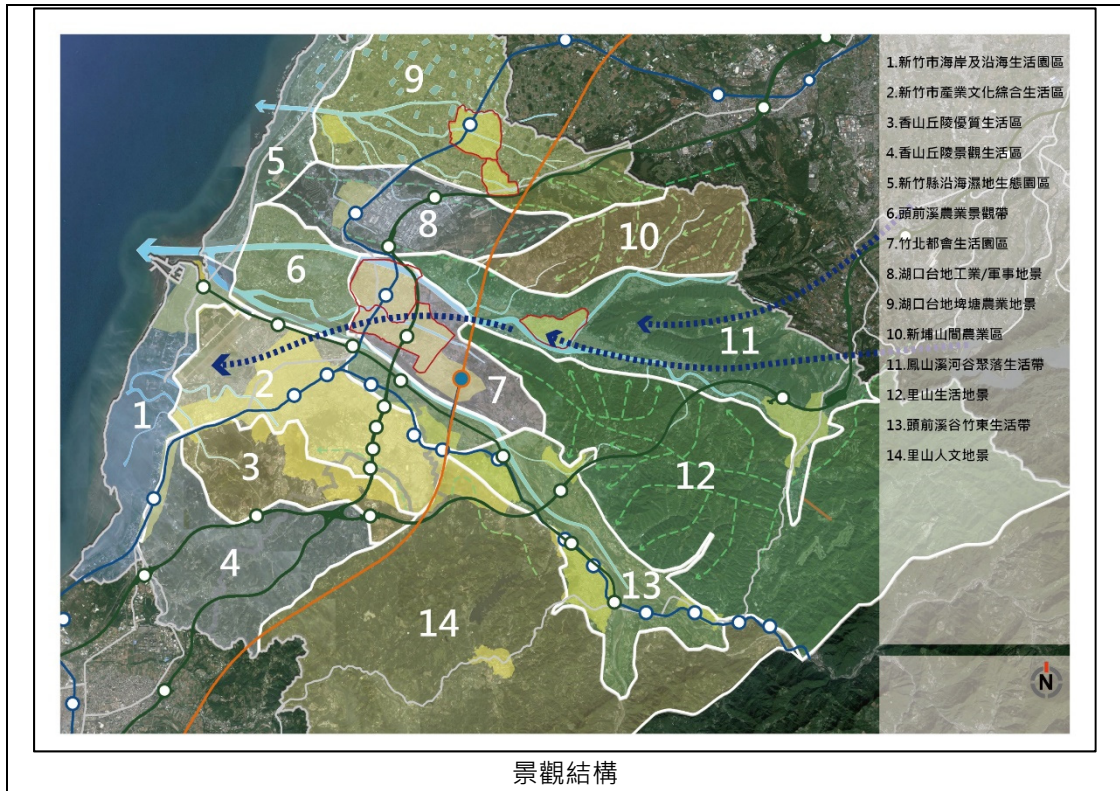 1.新竹市海岸及沿海生活園區
2.新竹市產業文化綜合生活區
3.香山丘陵優質生活區
4.香山丘陵景觀生活區
5.新竹縣沿海濕地生態園區
6.頭前溪農業景觀帶
7.竹北都會生活園區
8.湖口台地工業/軍事地景
9.湖口台地埤塘農業地景
10.新埔山間農業區
11.鳳山溪河谷聚落生活帶
12.里山生活地景
13.頭前溪谷竹東生活帶
14.里山人文地景
9
5
8
10
6
11
2
7
1
3
12
4
13
14
N
景觀結構